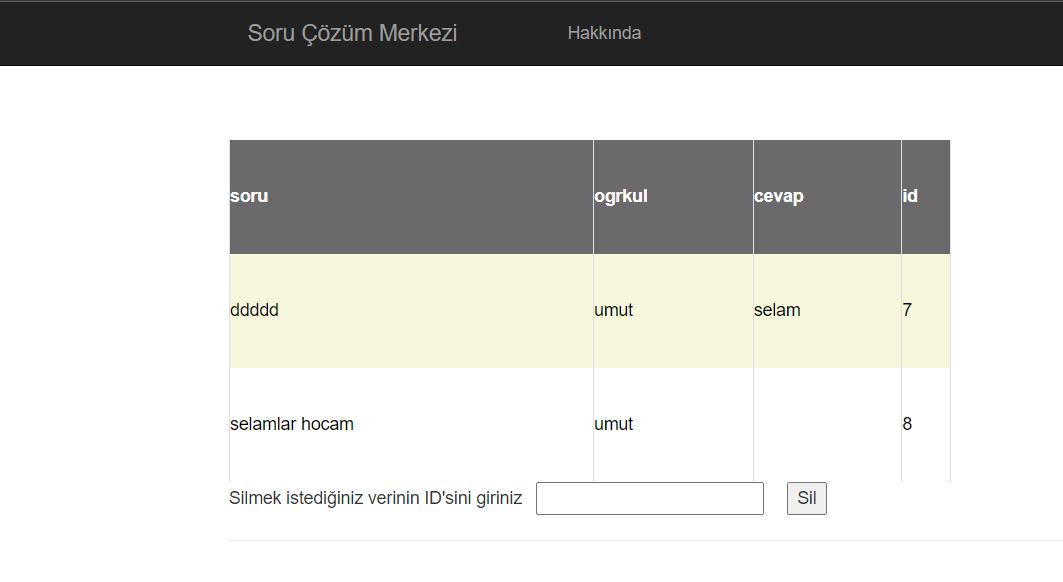 Soru Çözüm Merkezi Hakkında
soru ogrkul cevap id
ddddd umut selam 7
selamlar hocam umut 8
Silmek istediğiniz verinin ID'sini giriniz Sil